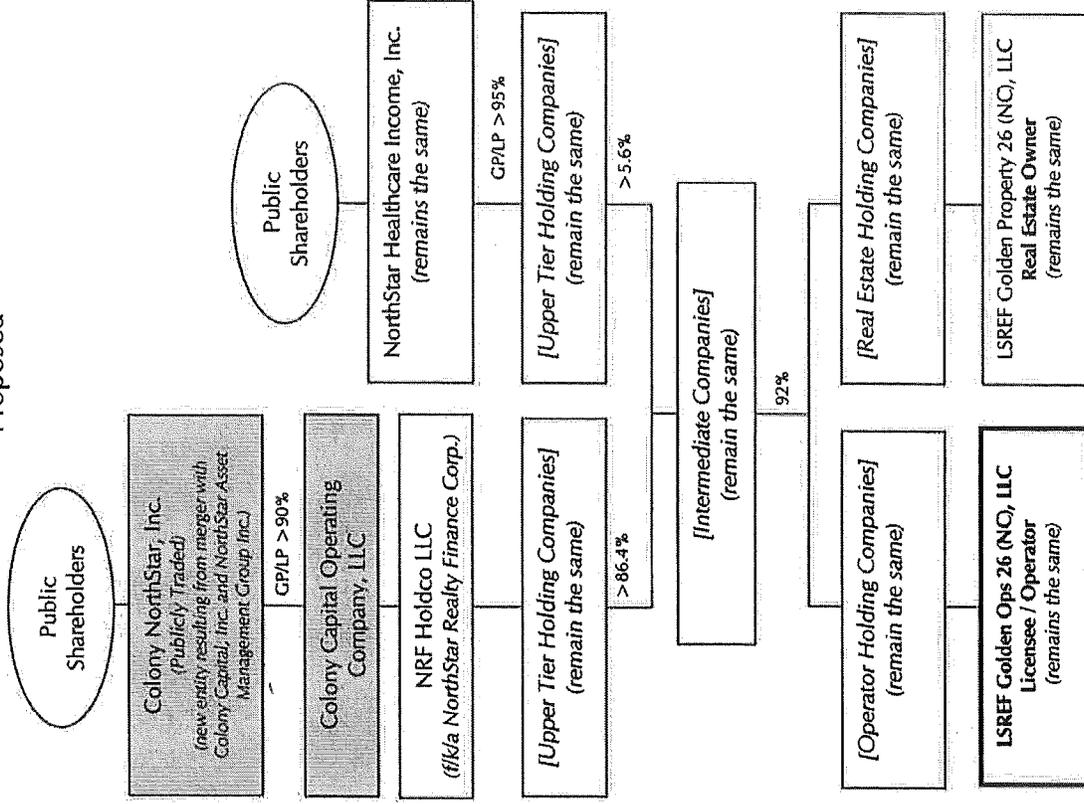 Proposed
Public
Shareholders
Colony NorthStar, Inc.
(Publicly Traded)
(new entity resulting from merger with
Colony Capital, Inc. and NorthStar Asset
Management Group Inc.)
GP/LP >90%
Colony Capital Operating
Company, LLC
NRF Holdco LLC
(f/k/a NorthStar Realty Finance Corp.)
[Upper Tier Holding Companies]
(remain the same)
>86.4%
Public
Shareholders
NorthStar Healthcare Income, Inc.
(remains the same)
GP/LP >95%
[Upper Tier Holding Companies]
(remain the same)
>5.6%
[Intermediate Companies]
(remain the same)
92%
[Operator Holding Companies]
(remain the same)
LSREF Golden Ops 26 (NC), LLC
Licensee / Operator
(remains the same)
[Real Estate Holding Companies]
(remain the same)
LSREF Golden Property 26 (NC), LLC
Real Estate Owner
(remains the same)